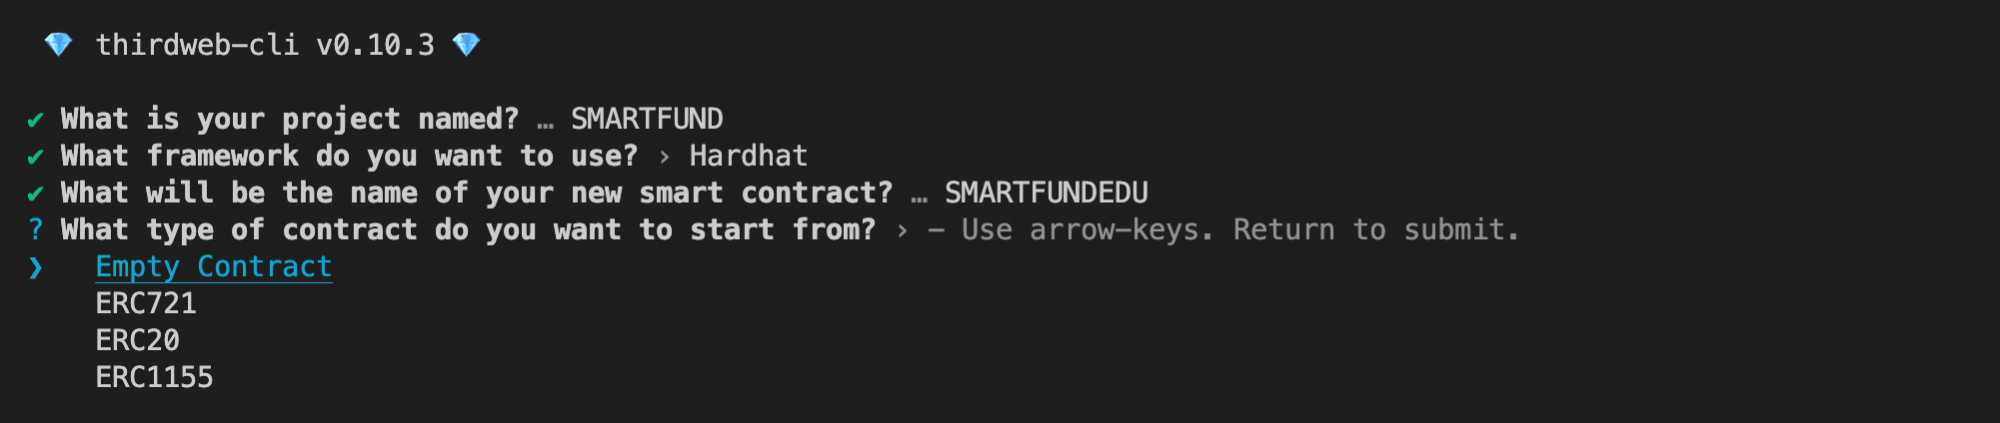 💎 thirdweb-cli v0.10.3 💎
✔ What is your project named? … SMARTFUND
✔ What framework do you want to use? › Hardhat
✔ What will be the name of your new smart contract? … SMARTFUNDEDU
? What type of contract do you want to start from? › – Use arrow-keys. Return to submit.
❯ Empty Contract
ERC721
ERC20
ERC1155